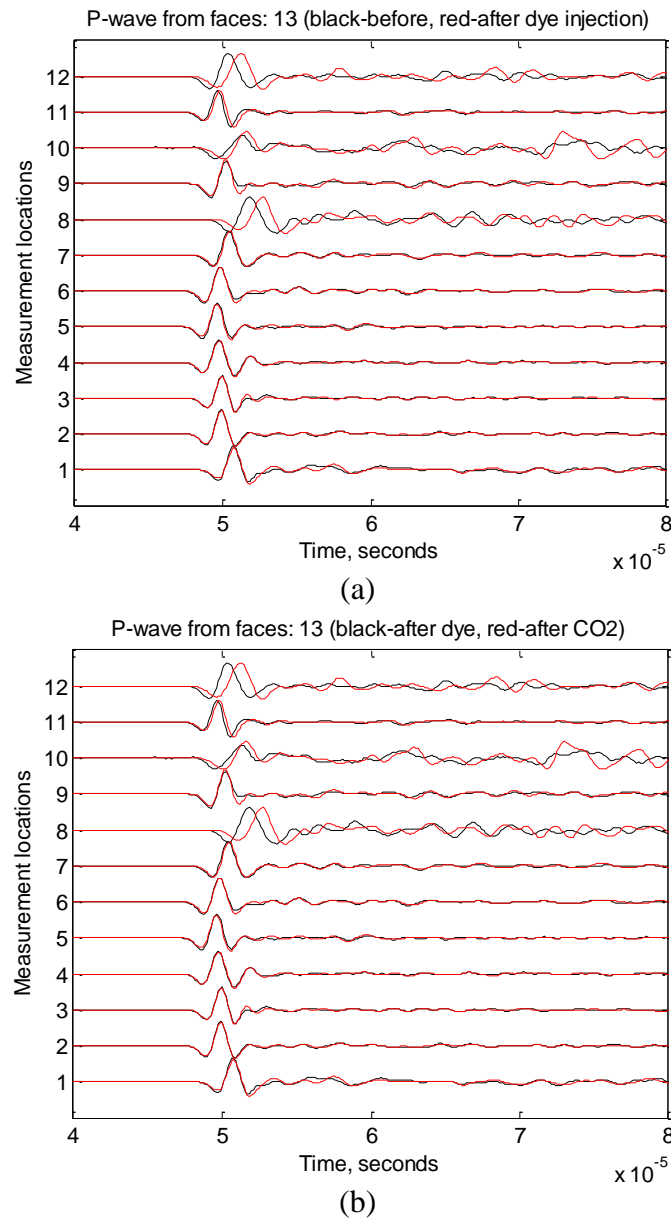 P-wave from faces: 13 (black-before, red-after dye injection)
12
11
10
9
8
7
6
5
4
3
2
1
Measurement locations
4 5 6 7 8
Time, seconds
x 10^-5
(a)
P-wave from faces: 13 (black-after dye, red-after CO2)
12
11
10
9
8
7
6
5
4
3
2
1
Measurement locations
4 5 6 7 8
Time, seconds
x 10^-5
(b)